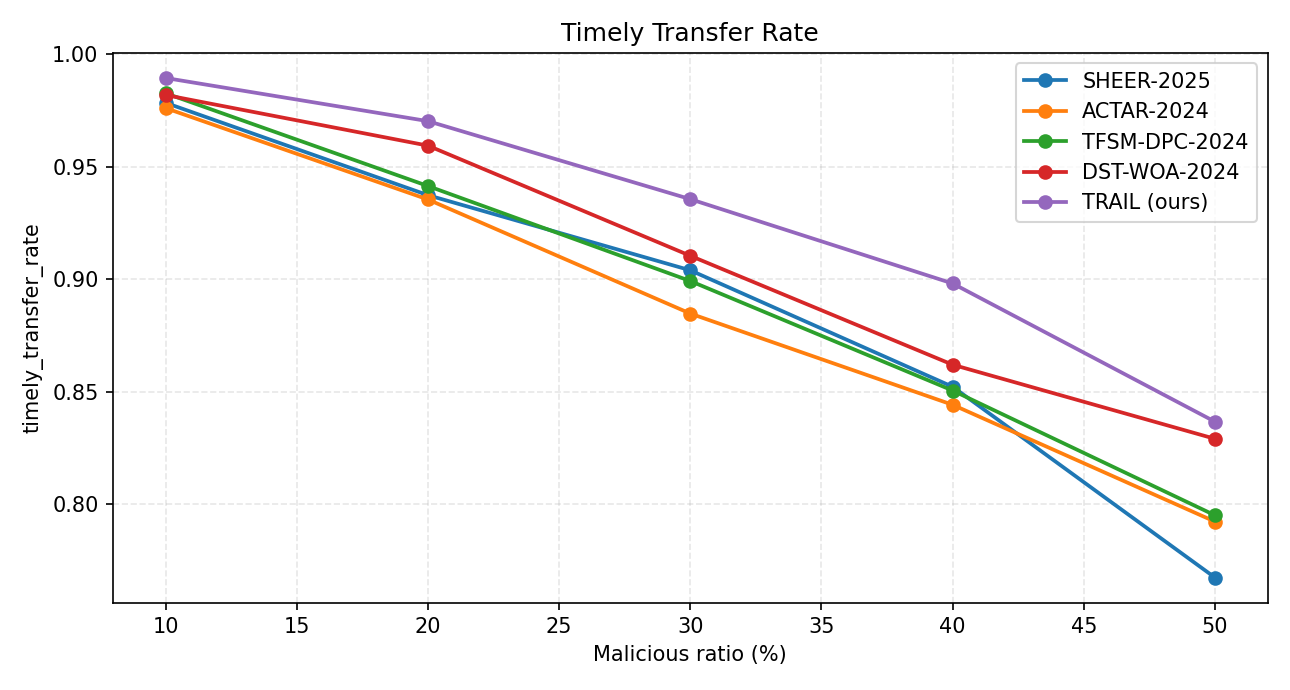 Timely Transfer Rate
1.00
0.95
0.90
0.85
0.80
timely_transfer_rate
SHEER-2025
ACTAR-2024
TFSM-DPC-2024
DST-WOA-2024
TRAIL (ours)
10 15 20 25 30 35 40 45 50
Malicious ratio (%)